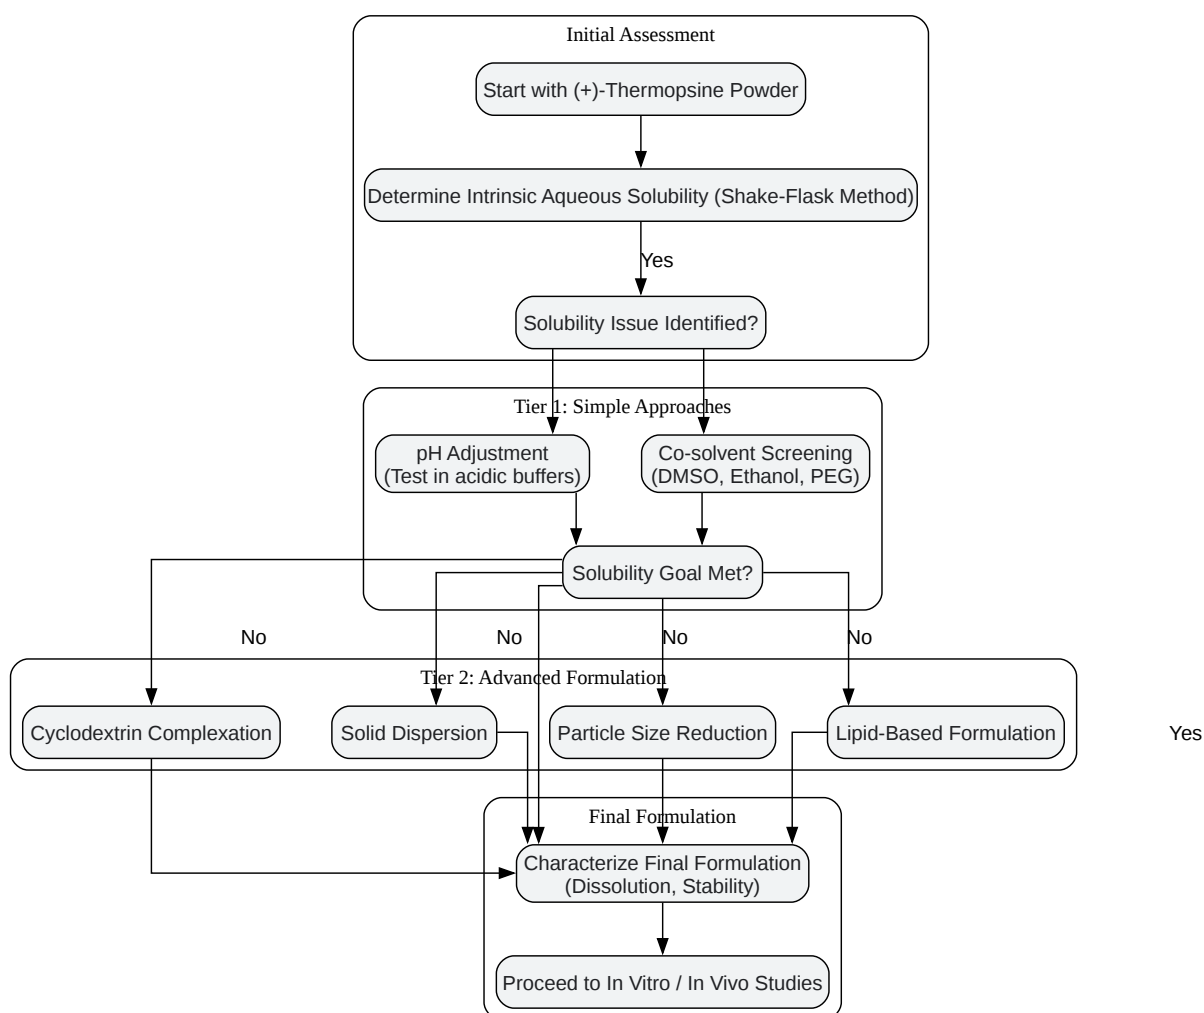 Initial Assessment
Start with (+)-Thermopsine Powder
Determine Intrinsic Aqueous Solubility (Shake-Flask Method)
Yes
Solubility Issue Identified?
Tier 1: Simple Approaches
pH Adjustment
(Test in acidic buffers)
Co-solvent Screening
(DMSO, Ethanol, PEG)
Solubility Goal Met?
No
No
No
No
Tier 2: Advanced Formulation
Cyclodextrin Complexation
Solid Dispersion
Particle Size Reduction
Lipid-Based Formulation
Yes
Final Formulation
Characterize Final Formulation
(Dissolution, Stability)
Proceed to In Vitro / In Vivo Studies